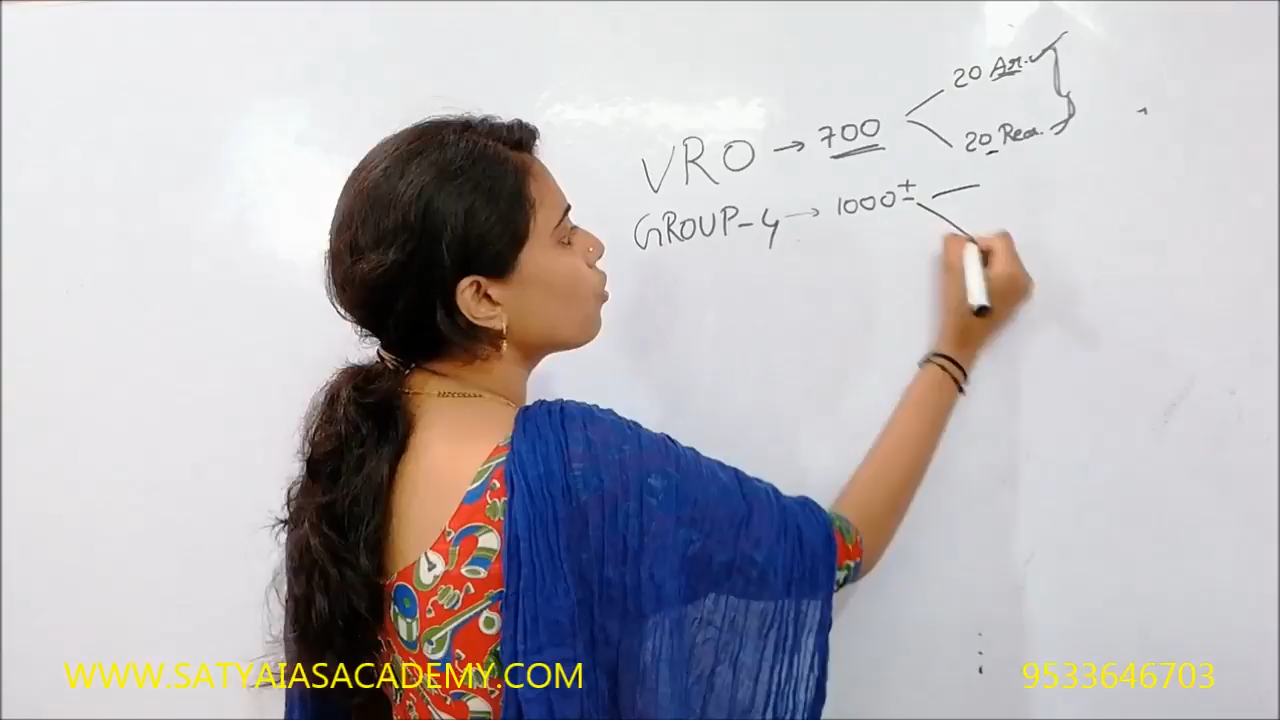 20 Ar.
VRO → 700
20 Rea.
GROUP-4 → 1000±
WWW.SATYAIASACADEMY.COM
9533646703